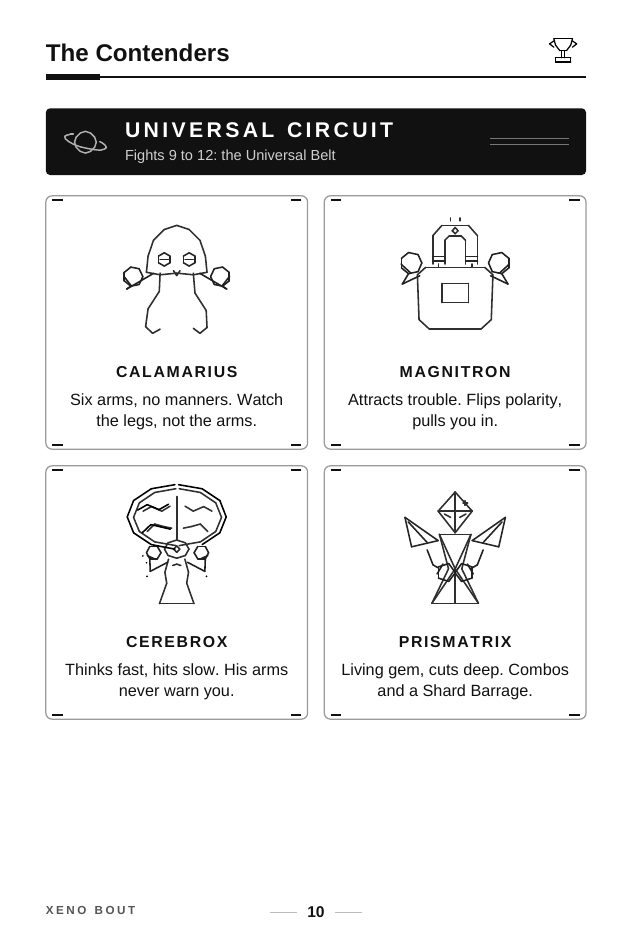 The Contenders
UNIVERSAL CIRCUIT
Fights 9 to 12: the Universal Belt
CALAMARIUS
Six arms, no manners. Watch
the legs, not the arms.
MAGNITRON
Attracts trouble. Flips polarity,
pulls you in.
CEREBROX
Thinks fast, hits slow. His arms
never warn you.
PRISMATRIX
Living gem, cuts deep. Combos
and a Shard Barrage.
XENO BOUT
10